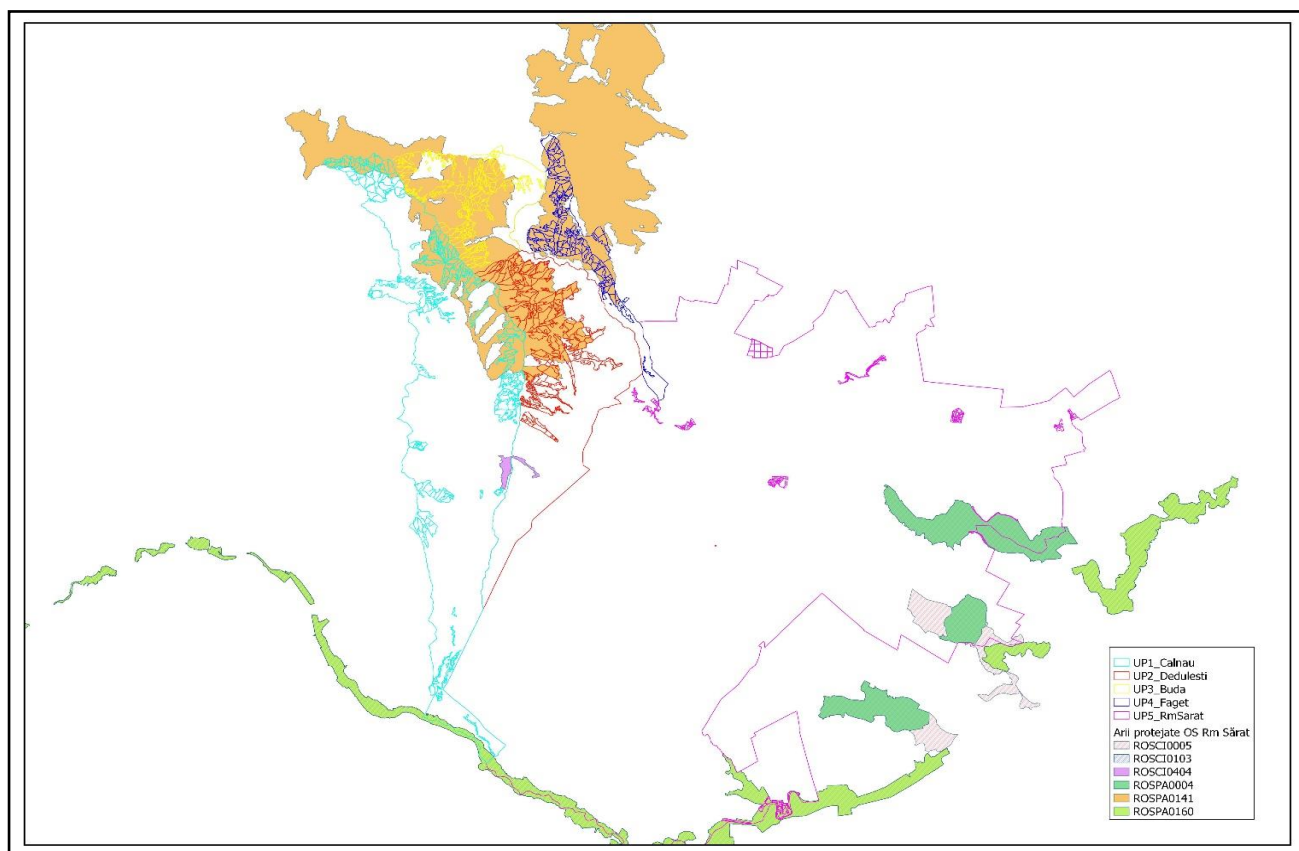 UP1_Calnau
UP2_Dedulesti
UP3_Buda
UP4_Faget
UP5_RmSarat
Arii protejate OS Rm Sărat
ROSCI0005
ROSCI0103
ROSCI0404
ROSPA0004
ROSPA0141
ROSPA0160